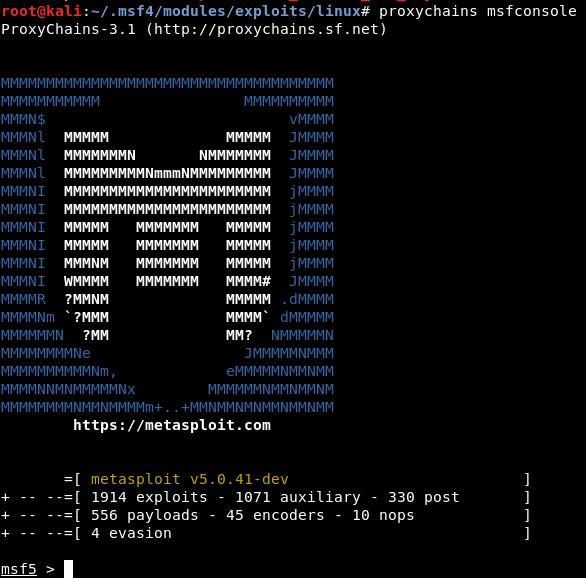 root@kali:~/.msf4/modules/exploits/linux# proxychains msfconsole
ProxyChains-3.1 (http://proxychains.sf.net)
MMMMMMMMMMMMMMMMMMMMMMMMMMMMMMMMMMMMM
MMMMMMMMMMM                MMMMMMMMMM
MMMN$                           vMMMM
MMMNl  MMMMM             MMMMM  JMMMM
MMMNl  MMMMMMMN       NMMMMMMM  JMMMM
MMMNl  MMMMMMMMMNmmmNMMMMMMMMM  JMMMM
MMMNI  MMMMMMMMMMMMMMMMMMMMMMM  jMMMM
MMMNI  MMMMMMMMMMMMMMMMMMMMMMM  jMMMM
MMMNI  MMMMM   MMMMMMM   MMMMM  jMMMM
MMMNI  MMMMM   MMMMMMM   MMMMM  jMMMM
MMMNI  MMMNM   MMMMMMM   MMMMM  jMMMM
MMMNI  WMMMM   MMMMMMM   MMMM#  JMMMM
MMMMR  ?MMNM             MMMMM .dMMMM
MMMMNm `?MMM             MMMM` dMMMMM
MMMMMMN  ?MM             MM?  NMMMMMN
MMMMMMMMNe                 JMMMMMNMMM
MMMMMMMMMMNm,            eMMMMMNMMNMM
MMMMNNMNMMMMMNx        MMMMMMNMMNMMNM
MMMMMMMMNMMNMMMMm+..+MMNMMNMNMMNMMNMM
https://metasploit.com
=[ metasploit v5.0.41-dev                          ]
+ -- --=[ 1914 exploits - 1071 auxiliary - 330 post       ]
+ -- --=[ 556 payloads - 45 encoders - 10 nops            ]
+ -- --=[ 4 evasion                                       ]
msf5 >